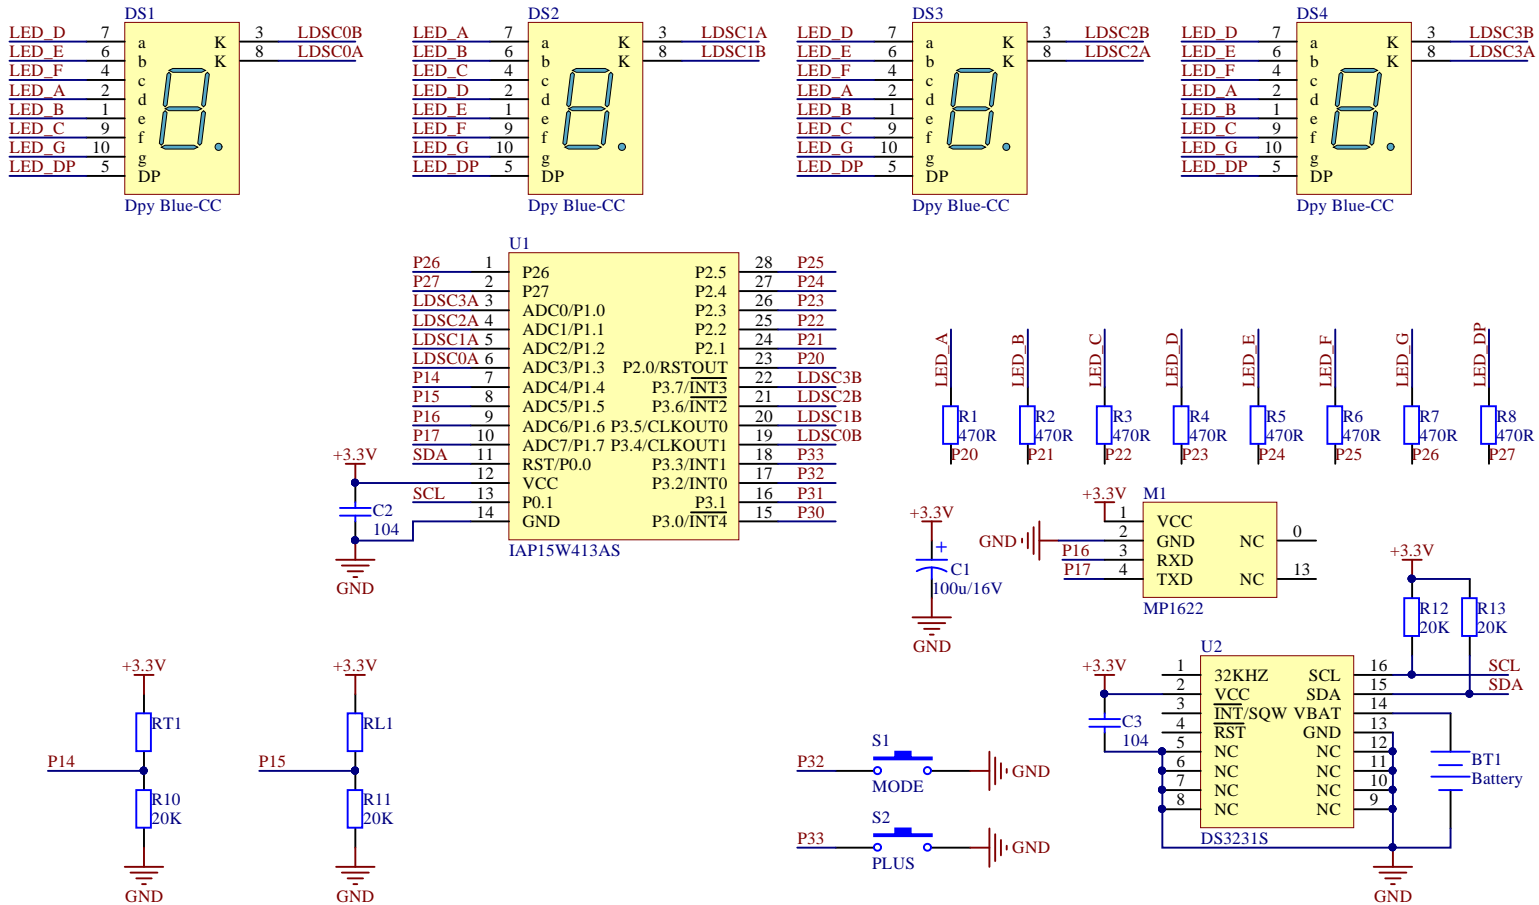 DS1
LED_D 7 a K 3 LDSC0B
LED_E 6 b K 8 LDSC0A
LED_F 4 c
LED_A 2 d
LED_B 1 e
LED_C 9 f
LED_G 10 g
LED_DP 5 DP
Dpy Blue-CC
DS2
LED_A 7 a K 3 LDSC1A
LED_B 6 b K 8 LDSC1B
LED_C 4 c
LED_D 2 d
LED_E 1 e
LED_F 9 f
LED_G 10 g
LED_DP 5 DP
Dpy Blue-CC
DS3
LED_D 7 a K 3 LDSC2B
LED_E 6 b K 8 LDSC2A
LED_F 4 c
LED_A 2 d
LED_B 1 e
LED_C 9 f
LED_G 10 g
LED_DP 5 DP
Dpy Blue-CC
DS4
LED_D 7 a K 3 LDSC3B
LED_E 6 b K 8 LDSC3A
LED_F 4 c
LED_A 2 d
LED_B 1 e
LED_C 9 f
LED_G 10 g
LED_DP 5 DP
Dpy Blue-CC
U1
P26 1 P26 P2.5 28 P25
P27 2 P27 P2.4 27 P24
LDSC3A 3 ADC0/P1.0 P2.3 26 P23
LDSC2A 4 ADC1/P1.1 P2.2 25 P22
LDSC1A 5 ADC2/P1.2 P2.1 24 P21
LDSC0A 6 ADC3/P1.3 P2.0/RSTOUT 23 P20
P14 7 ADC4/P1.4 P3.7/INT3 22 LDSC3B
P15 8 ADC5/P1.5 P3.6/INT2 21 LDSC2B
P16 9 ADC6/P1.6 P3.5/CLKOUT0 20 LDSC1B
P17 10 ADC7/P1.7 P3.4/CLKOUT1 19 LDSC0B
SDA 11 RST/P0.0 P3.3/INT1 18 P33
12 VCC P3.2/INT0 17 P32
SCL 13 P0.1 P3.1 16 P31
14 GND P3.0/INT4 15 P30
IAP15W413AS
+3.3V
C2
104
GND
LED_A
R1
470R
P20
LED_B
R2
470R
P21
LED_C
R3
470R
P22
LED_D
R4
470R
P23
LED_E
R5
470R
P24
LED_F
R6
470R
P25
LED_G
R7
470R
P26
LED_DP
R8
470R
P27
+3.3V
+
C1
100u/16V
GND
+3.3V
M1
1 VCC
GND 2 GND NC 0
P16 3 RXD
P17 4 TXD NC 13
MP1622
+3.3V
R12
20K
R13
20K
+3.3V
C3
104
U2
1 32KHZ SCL 16 SCL
2 VCC SDA 15 SDA
3 INT/SQW VBAT 14
4 RST GND 13
5 NC NC 12
6 NC NC 11
7 NC NC 10
8 NC NC 9
DS3231S
BT1
Battery
GND
+3.3V
RT1
P14
R10
20K
GND
+3.3V
RL1
P15
R11
20K
GND
S1
P32 GND
MODE
S2
P33 GND
PLUS